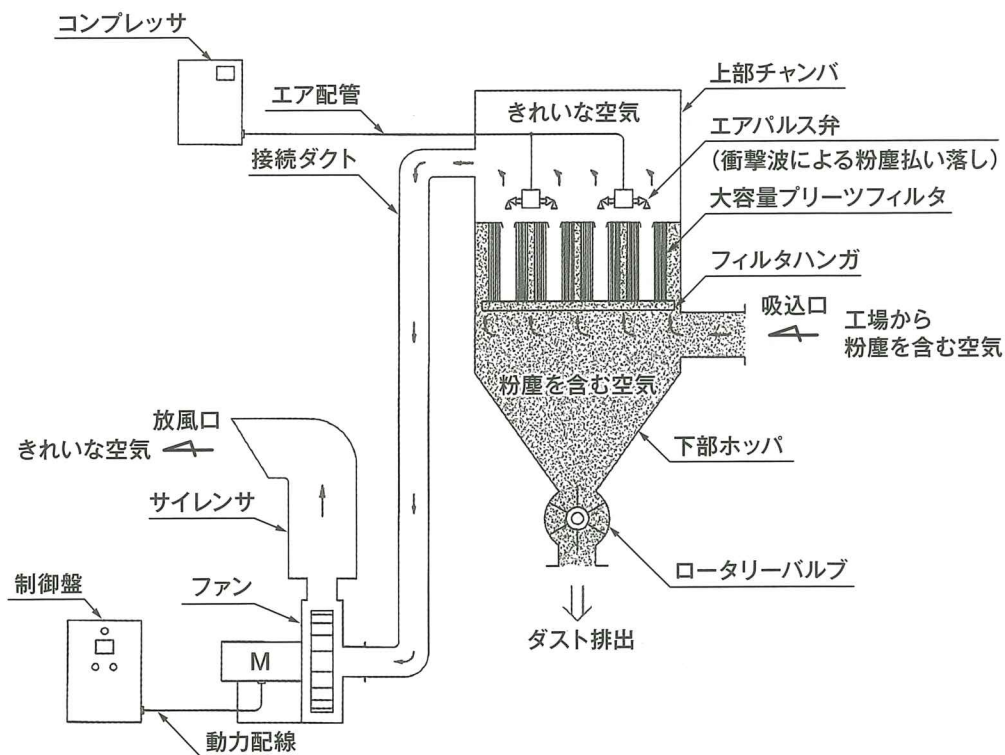 コンプレッサ
エア配管
接続ダクト
きれいな空気
上部チャンバ
エアパルス弁
（衝撃波による粉塵払い落し）
大容量プリーツフィルタ
フィルタハンガ
吸込口
工場から
粉塵を含む空気
粉塵を含む空気
下部ホッパ
放風口
きれいな空気
サイレンサ
ロータリーバルブ
ダスト排出
制御盤
ファン
M
動力配線